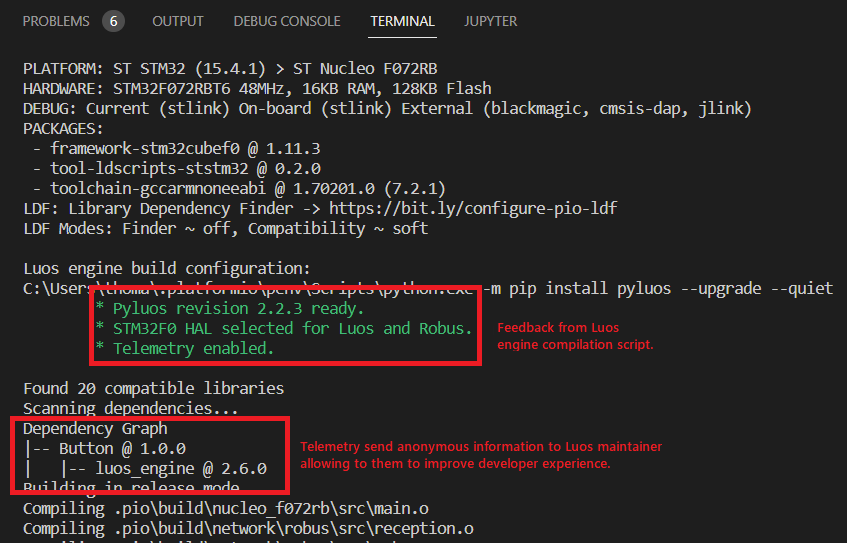 PROBLEMS 6 OUTPUT DEBUG CONSOLE TERMINAL JUPYTER
PLATFORM: ST STM32 (15.4.1) > ST Nucleo F072RB
HARDWARE: STM32F072RBT6 48MHz, 16KB RAM, 128KB Flash
DEBUG: Current (stlink) On-board (stlink) External (blackmagic, cmsis-dap, jlink)
PACKAGES:
- framework-stm32cubef0 @ 1.11.3
- tool-ldscripts-ststm32 @ 0.2.0
- toolchain-gccarmnoneeabi @ 1.70201.0 (7.2.1)
LDF: Library Dependency Finder -> https://bit.ly/configure-pio-ldf
LDF Modes: Finder ~ off, Compatibility ~ soft
Luos engine build configuration:
C:\Users\thoma\.platformio\penv\Scripts\python.exe -m pip install pyluos --upgrade --quiet
* Pyluos revision 2.2.3 ready.
* STM32F0 HAL selected for Luos and Robus.
* Telemetry enabled.
Feedback from Luos
engine compilation script.
Found 20 compatible libraries
Scanning dependencies...
Dependency Graph
|-- Button @ 1.0.0
|   |-- luos_engine @ 2.6.0
Telemetry send anonymous information to Luos maintainer
allowing to them to improve developer experience.
Building in release mode
Compiling .pio\build\nucleo_f072rb\src\main.o
Compiling .pio\build\network\robus\src\reception.o